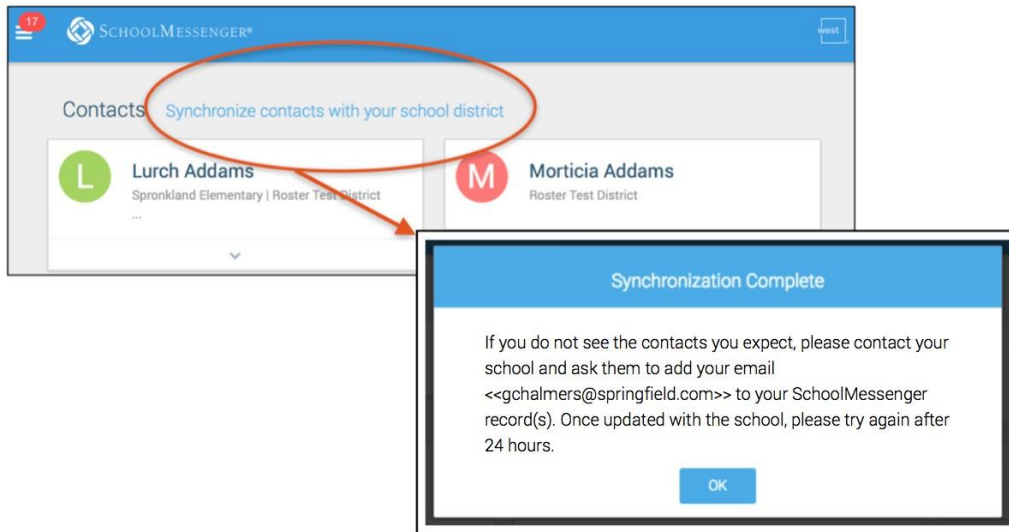 17
SCHOOLMESSENGER®
west
Contacts Synchronize contacts with your school district
L
Lurch Addams
Spronkland Elementary | Roster Test District
...
M
Morticia Addams
Roster Test District
Synchronization Complete
If you do not see the contacts you expect, please contact your
school and ask them to add your email
<<gchalmers@springfield.com>> to your SchoolMessenger
record(s). Once updated with the school, please try again after
24 hours.
OK